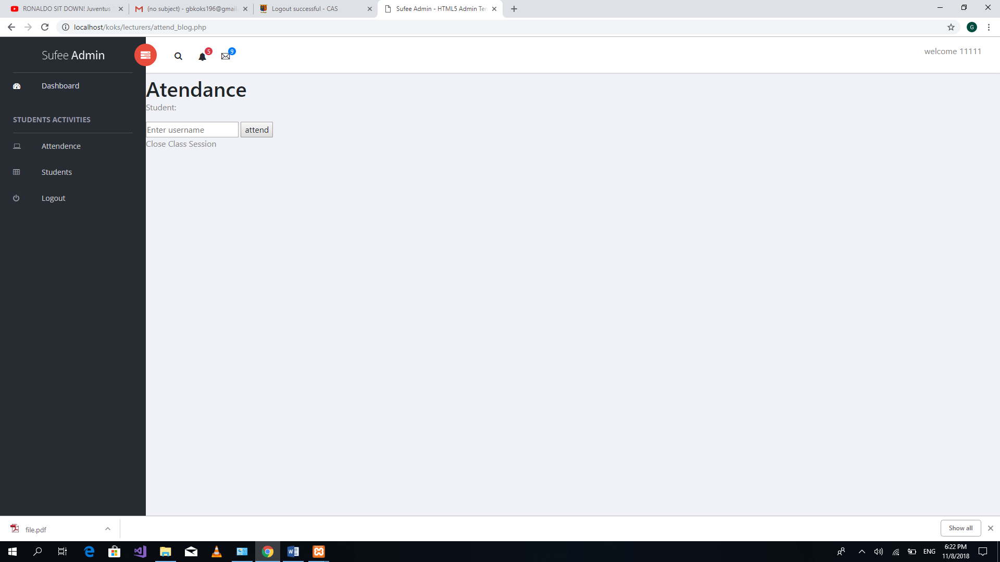 RONALDO SIT DOWN! Juventus
(no subject) - gbkoks196@gmail.
Logout successful - CAS
Sufee Admin - HTML5 Admin Ter
localhost/koks/lecturers/attend_blog.php
G
Sufee Admin
5
9
welcome 11111
Dashboard
STUDENTS ACTIVITIES
Attendence
Students
Logout
Atendance
Student:
Enter username
attend
Close Class Session
file.pdf
Show all
ENG
6:22 PM
11/8/2018